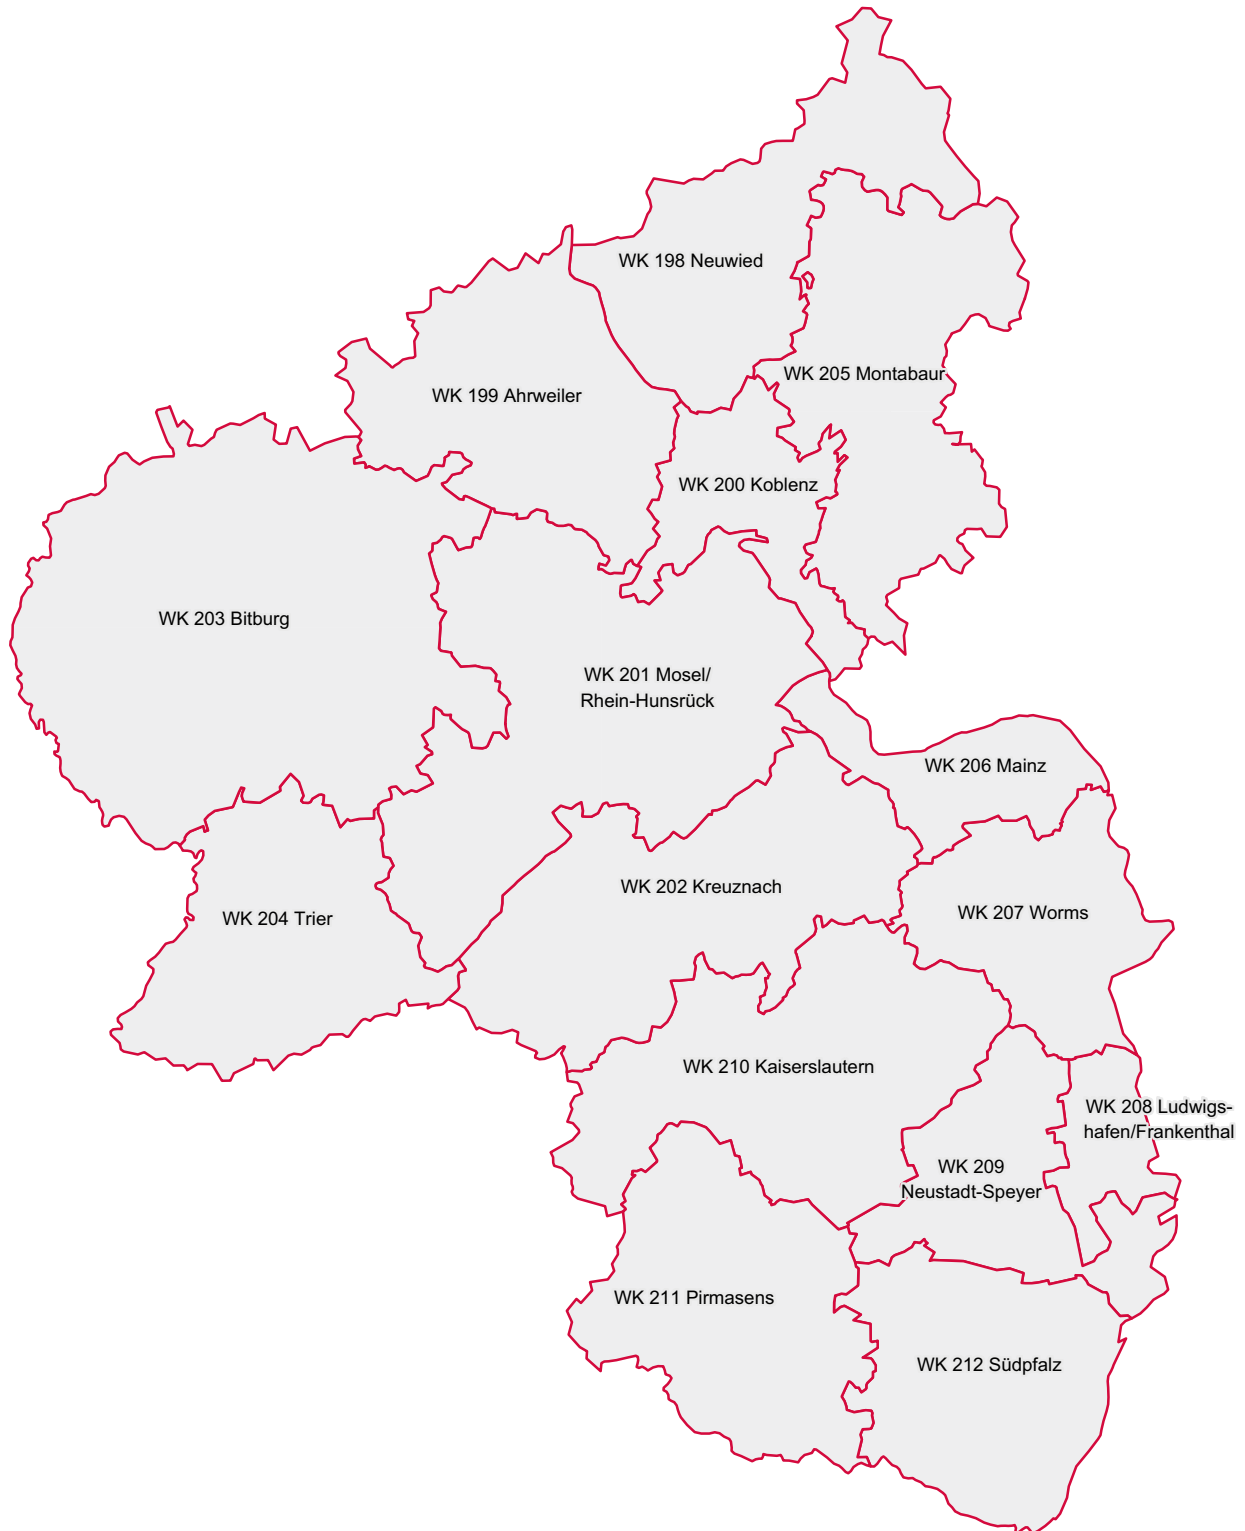 WK 198 Neuwied
WK 205 Montabaur
WK 199 Ahrweiler
WK 200 Koblenz
WK 203 Bitburg
WK 201 Mosel/
Rhein-Hunsrück
WK 206 Mainz
WK 202 Kreuznach
WK 207 Worms
WK 204 Trier
WK 210 Kaiserslautern
WK 208 Ludwigs-
hafen/Frankenthal
WK 209
Neustadt-Speyer
WK 211 Pirmasens
WK 212 Südpfalz